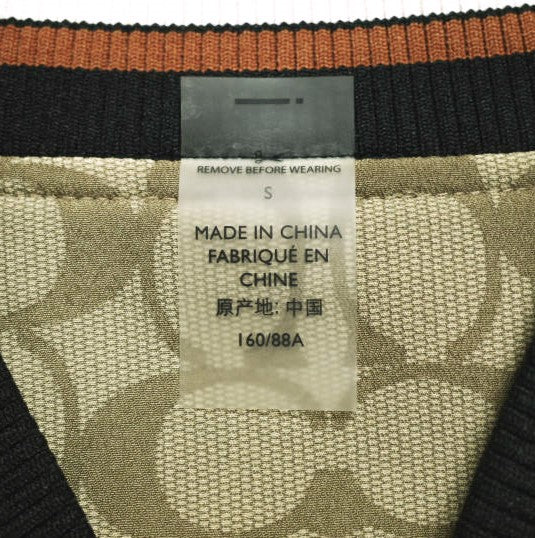 REMOVE BEFORE WEARING
S
MADE IN CHINA
FABRIQUÉ EN
CHINE
原产地: 中国
160/88A